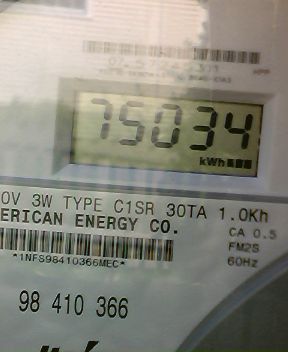 75034
kWh
0V 3W TYPE C1SR 30TA 1.0Kh
ERICAN ENERGY CO.
CA 0.5
FM2S
*1NFS98410366MEC*
60Hz
98 410 366